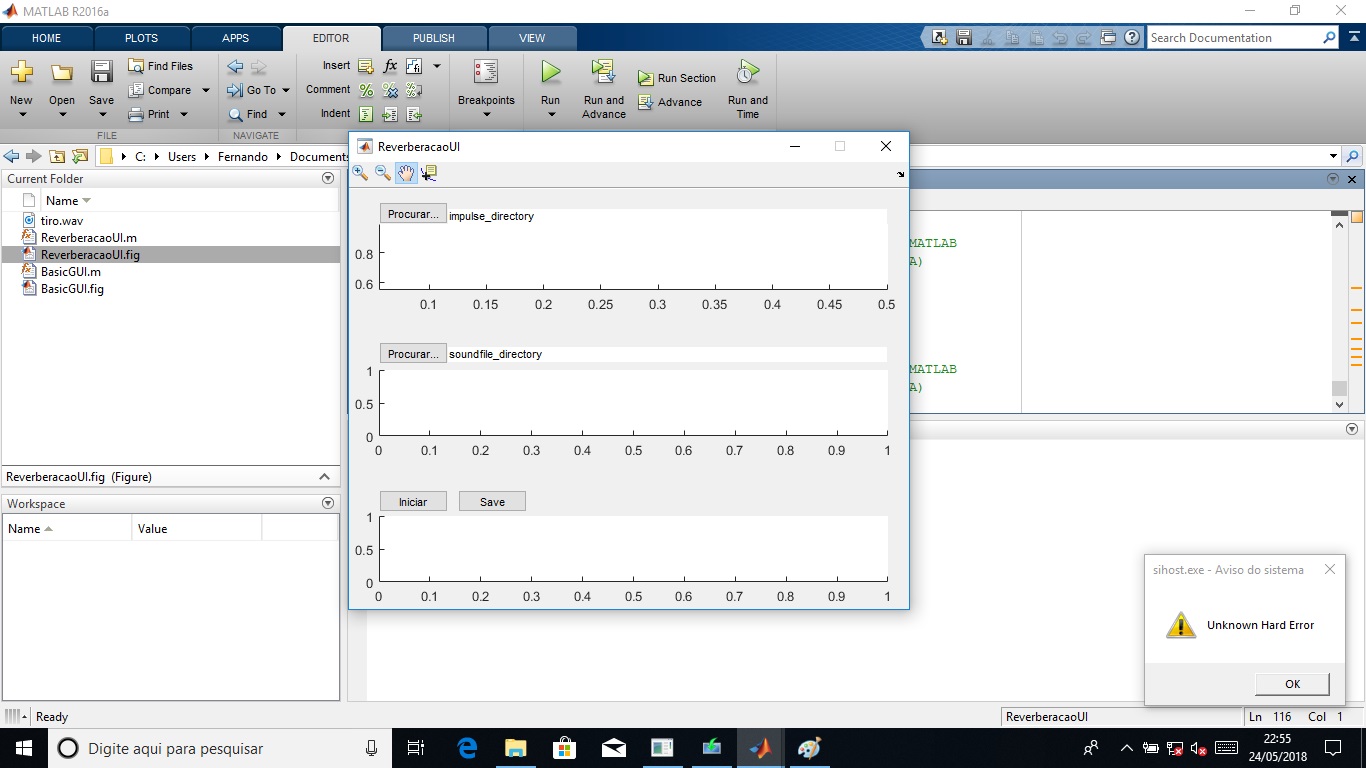 MATLAB R2016a
HOME PLOTS APPS EDITOR PUBLISH VIEW
Search Documentation
New Open Save
Find Files
Compare
Print
FILE
Go To
Find
NAVIGATE
Insert
Comment
Indent
fx
Breakpoints
Run
Run and Advance
Run Section
Advance
Run and Time
C: Users Fernando Documents
Current Folder
Name
tiro.wav
ReverberacaoUI.m
ReverberacaoUI.fig
BasicGUI.m
BasicGUI.fig
ReverberacaoUI.fig (Figure)
Workspace
Name Value
Ready
ReverberacaoUI
Procurar... impulse_directory
0.8
0.6
0.1 0.15 0.2 0.25 0.3 0.35 0.4 0.45 0.5
Procurar... soundfile_directory
1
0.5
0
0 0.1 0.2 0.3 0.4 0.5 0.6 0.7 0.8 0.9 1
Iniciar Save
1
0.5
0
0 0.1 0.2 0.3 0.4 0.5 0.6 0.7 0.8 0.9 1
MATLAB
A)
MATLAB
A)
sihost.exe - Aviso do sistema
Unknown Hard Error
OK
ReverberacaoUI Ln 116 Col 1
Digite aqui para pesquisar
22:55
24/05/2018